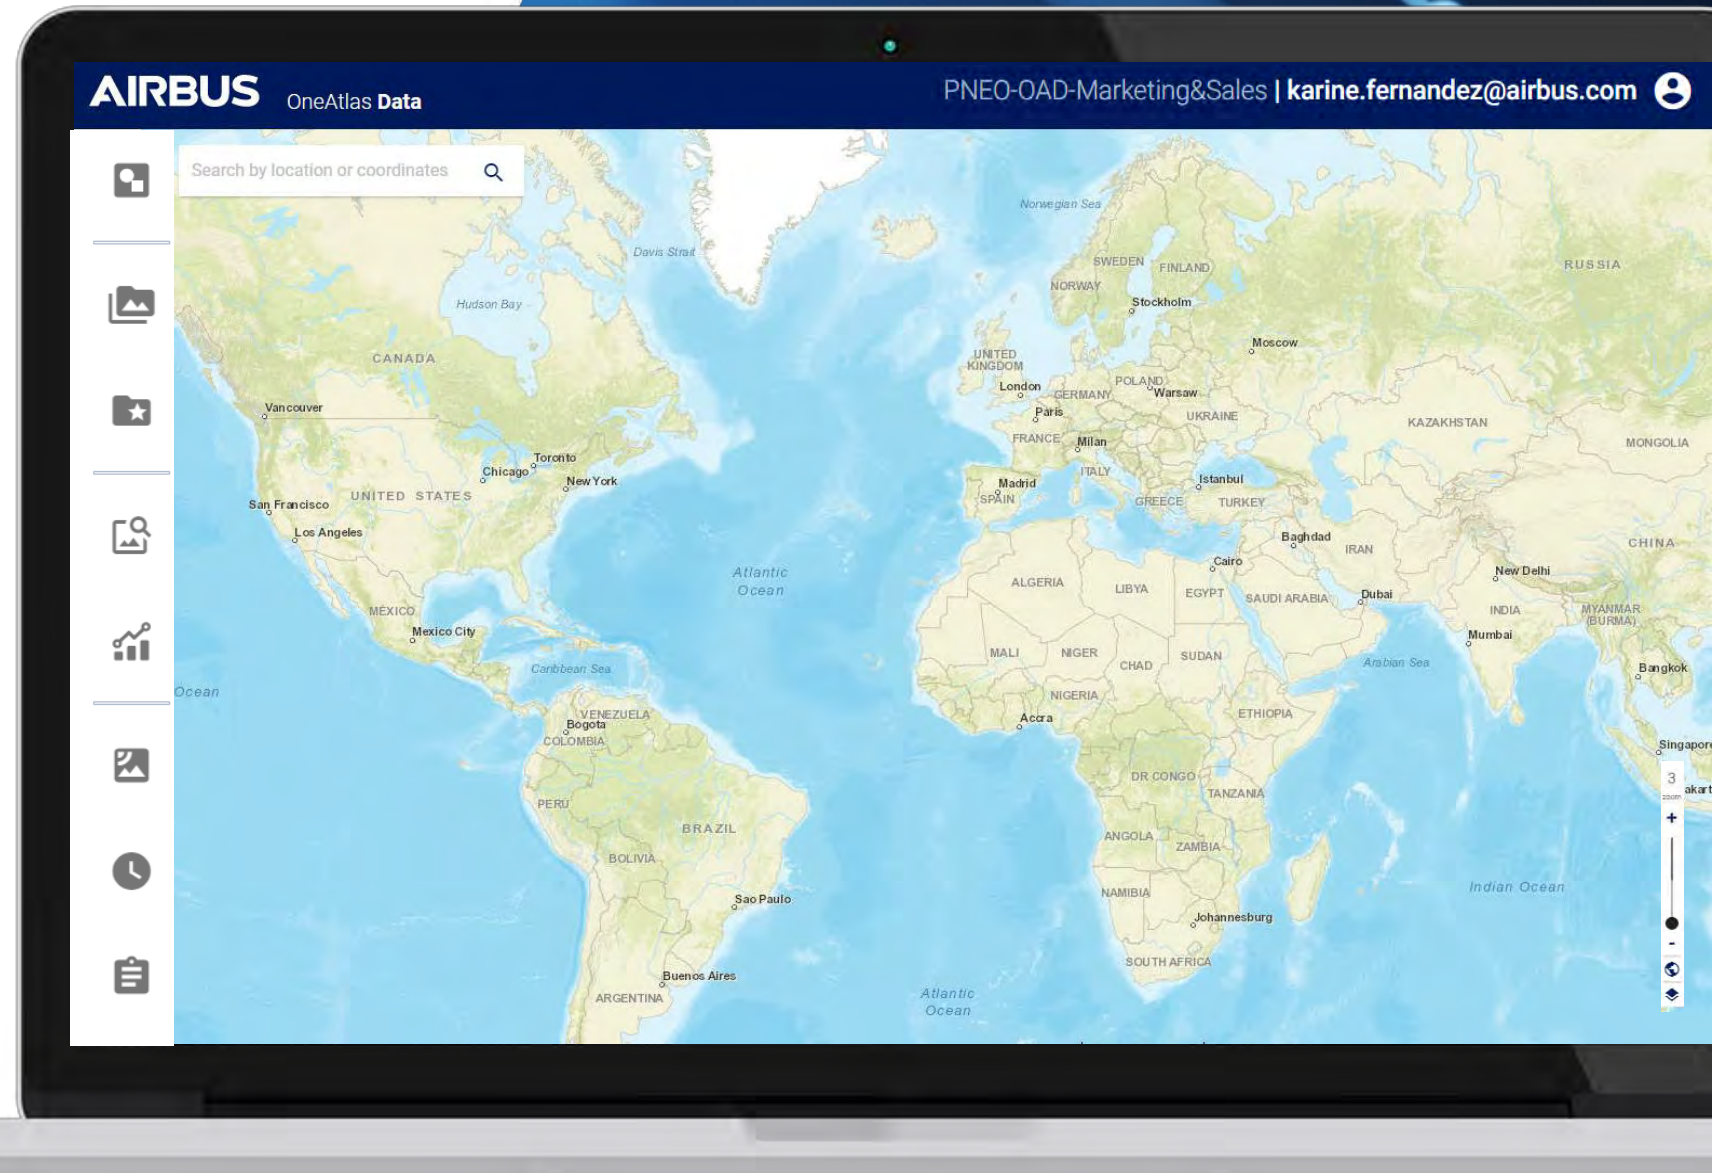 AIRBUS OneAtlas Data
PNEO-OAD-Marketing&Sales | karine.fernandez@airbus.com
Search by location or coordinates
Norwegian Sea
Davis Strait
SWEDEN
FINLAND
RUSSIA
NORWAY
Hudson Bay
Stockholm
Moscow
CANADA
UNITED
KINGDOM
London
POLAND
Warsaw
GERMANY
Vancouver
Paris
UKRAINE
KAZAKHSTAN
FRANCE
Milan
MONGOLIA
Toronto
Chicago
ITALY
New York
Madrid
Istanbul
UNITED STATES
SPAIN
GREECE
TURKEY
San Francisco
Los Angeles
Baghdad
CHINA
IRAN
Cairo
Atlantic
Ocean
New Delhi
ALGERIA
LIBYA
EGYPT
SAUDI ARABIA
Dubai
MÉXICO
INDIA
MYANMAR
(BURMA)
Mexico City
Mumbai
MALI
NIGER
CHAD
SUDAN
Arabian Sea
Caribbean Sea
Bangkok
Ocean
NIGERIA
VENEZUELA
Bogota
Accra
ETHIOPIA
COLOMBIA
Singapore
DR CONGO
3
zoom
akart
TANZANIA
PERU
+
BRAZIL
ANGOLA
ZAMBIA
BOLIVIA
Indian Ocean
NAMIBIA
Sao Paulo
Johannesburg
-
SOUTH AFRICA
Buenos Aires
ARGENTINA
Atlantic
Ocean